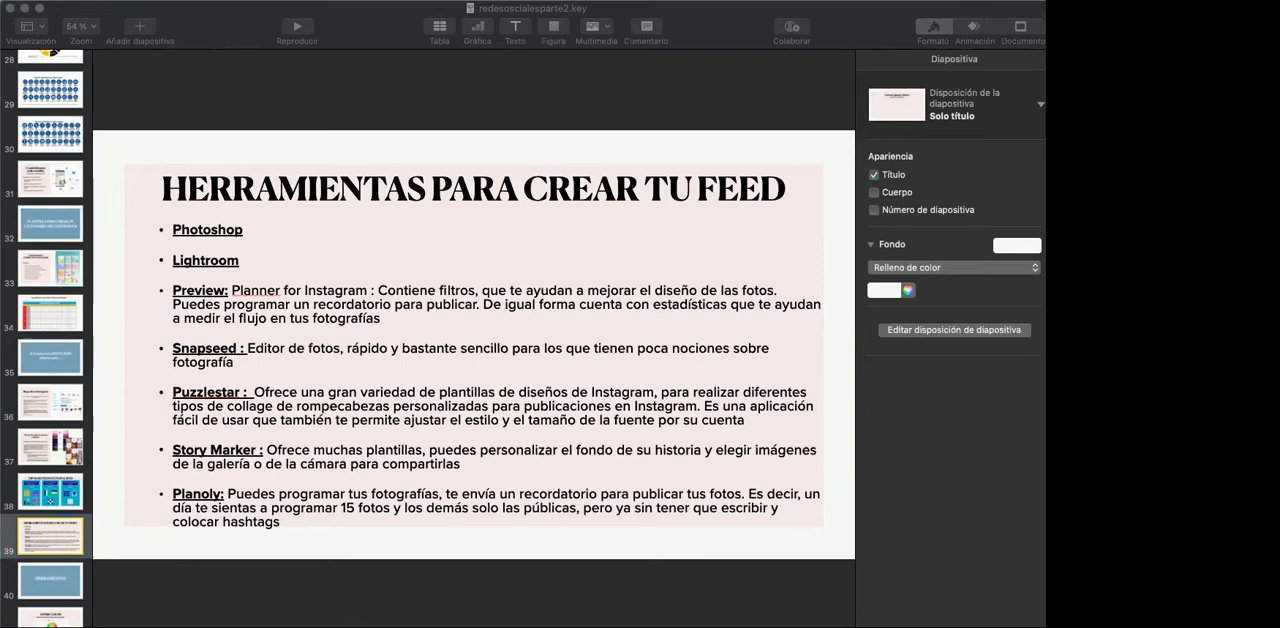 redesoscialesparte2.key
54 %
Visualización Zoom Añadir diapositiva Reproducir Tabla Gráfica Texto Figura Multimedia Comentario Colaborar Formato Animación Documento
Diapositiva
Disposición de la
diapositiva
Solo título
Apariencia
Título
Cuerpo
Número de diapositiva
Fondo
Relleno de color
Editar disposición de diapositiva
28
29
30
31
32
33
34
35
36
37
38
39
40
HERRAMIENTAS PARA CREAR TU FEED
• Photoshop
• Lightroom
• Preview: Planner for Instagram : Contiene filtros, que te ayudan a mejorar el diseño de las fotos.
Puedes programar un recordatorio para publicar. De igual forma cuenta con estadísticas que te ayudan
a medir el flujo en tus fotografías
• Snapseed : Editor de fotos, rápido y bastante sencillo para los que tienen poca nociones sobre
fotografía
• Puzzlestar : Ofrece una gran variedad de plantillas de diseños de Instagram, para realizar diferentes
tipos de collage de rompecabezas personalizadas para publicaciones en Instagram. Es una aplicación
fácil de usar que también te permite ajustar el estilo y el tamaño de la fuente por su cuenta
• Story Marker : Ofrece muchas plantillas, puedes personalizar el fondo de su historia y elegir imágenes
de la galería o de la cámara para compartirlas
• Planoly: Puedes programar tus fotografías, te envía un recordatorio para publicar tus fotos. Es decir, un
día te sientas a programar 15 fotos y los demás solo las públicas, pero ya sin tener que escribir y
colocar hashtags